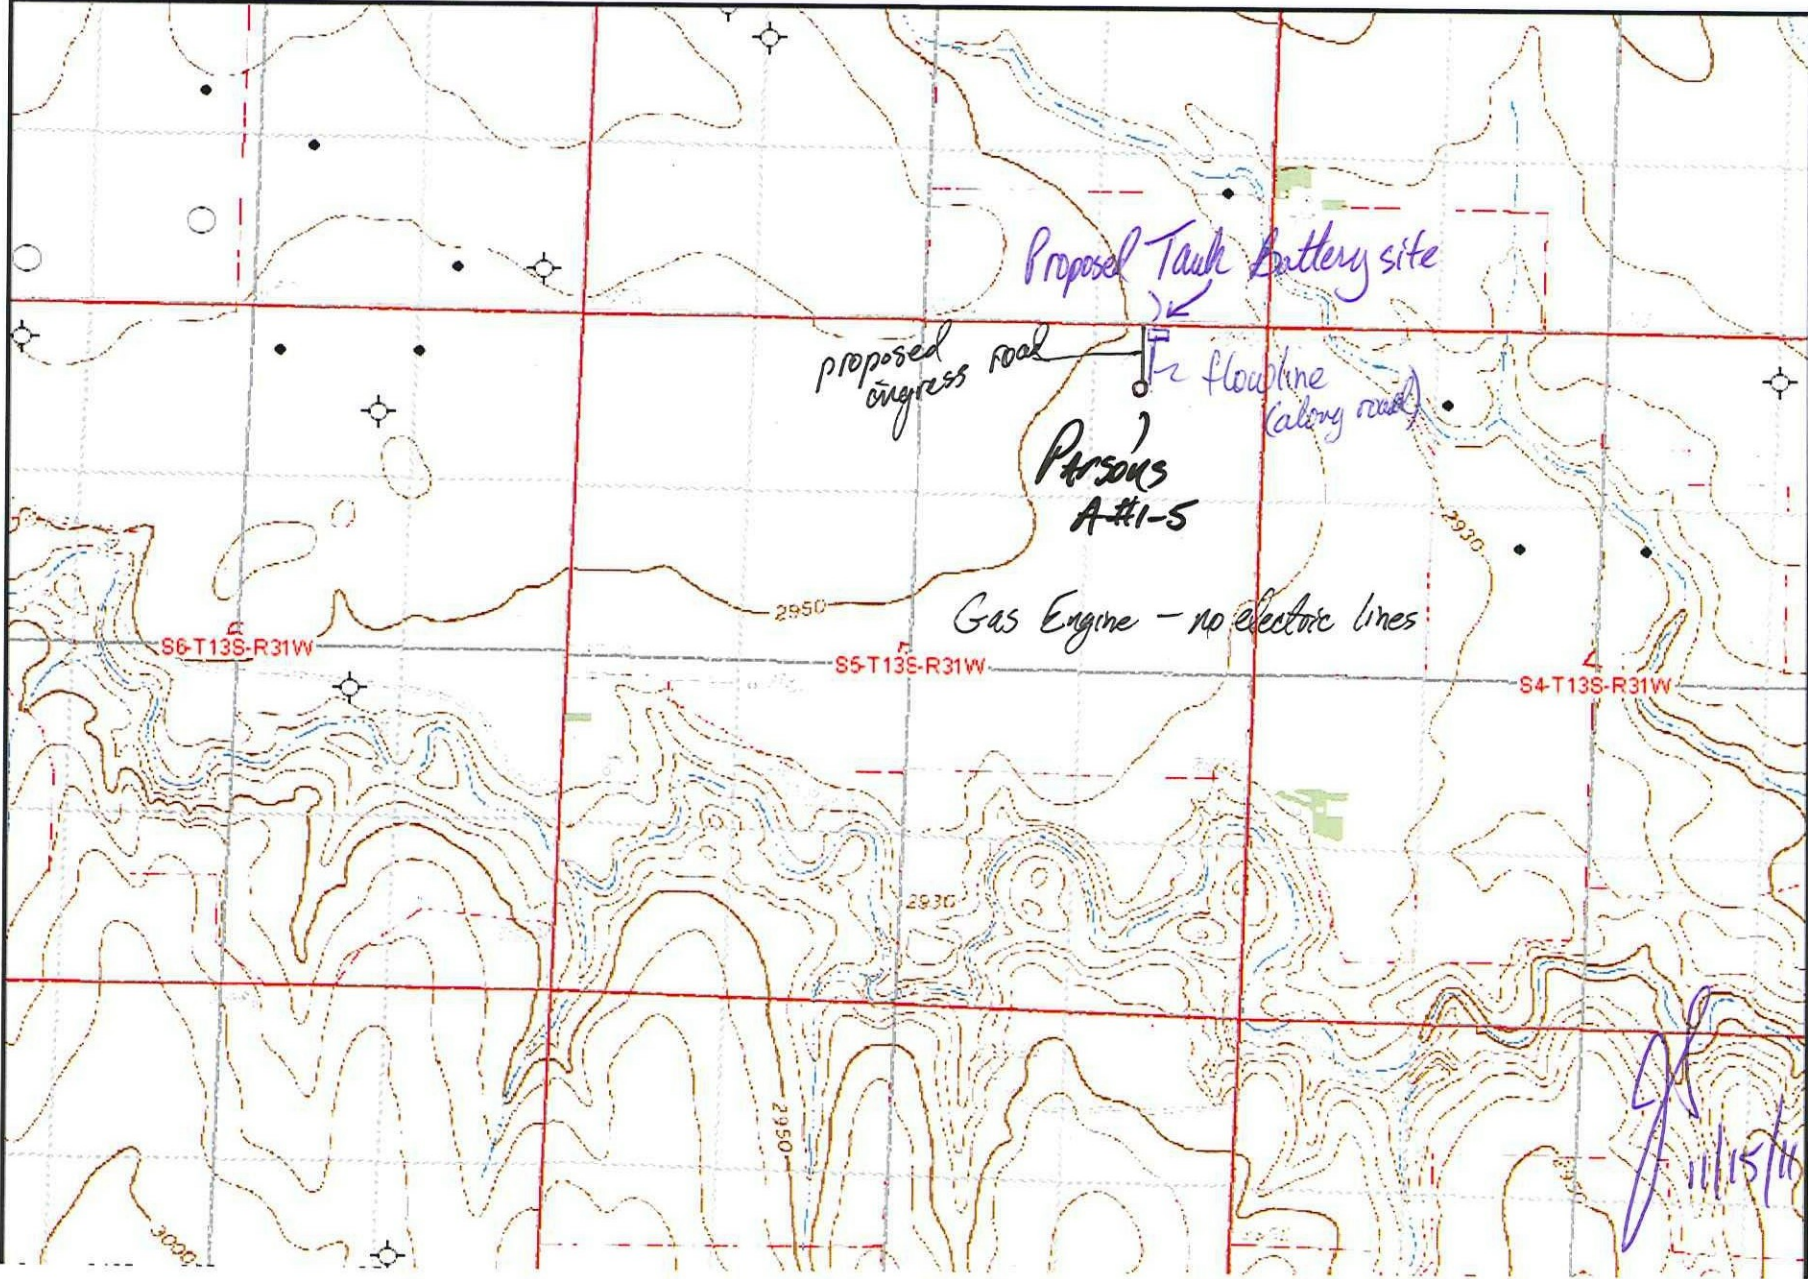 Proposed Tank Battery site
proposed
ingress road
flowline
(along road)
Parsons
A #1-5
2930
2950
Gas Engine - no electric lines
S6-T13S-R31W
S5-T13S-R31W
S4-T13S-R31W
2930
2950
3000
11/15/11